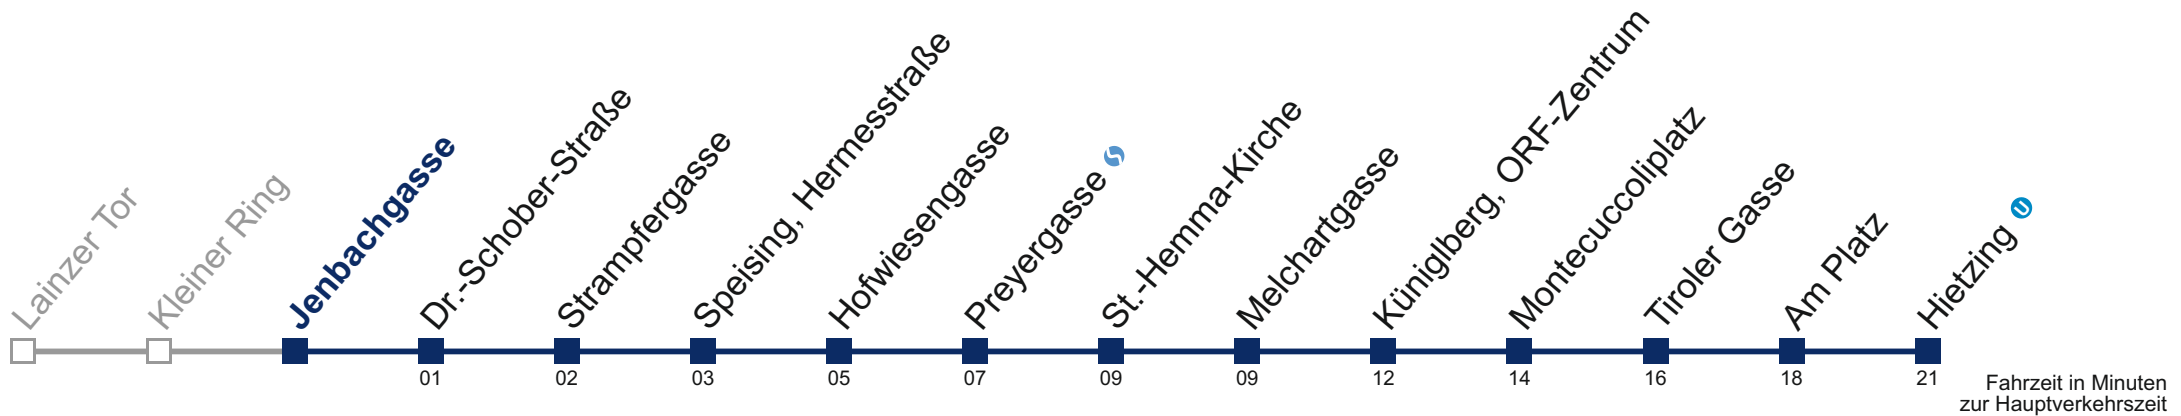 Lainzer Tor
Kleiner Ring
Jenbachgasse
Dr.-Schober-Straße
Strampfergasse
Speising, Hermesstraße
Hofwiesengasse
Preyergasse S
St.-Hemma-Kirche
Melchartgasse
Küniglberg, ORF-Zentrum
Montecuccoliplatz
Tiroler Gasse
Am Platz
Hietzing U
01 02 03 05 07 09 09 12 14 16 18 21
Fahrzeit in Minuten
zur Hauptverkehrszeit